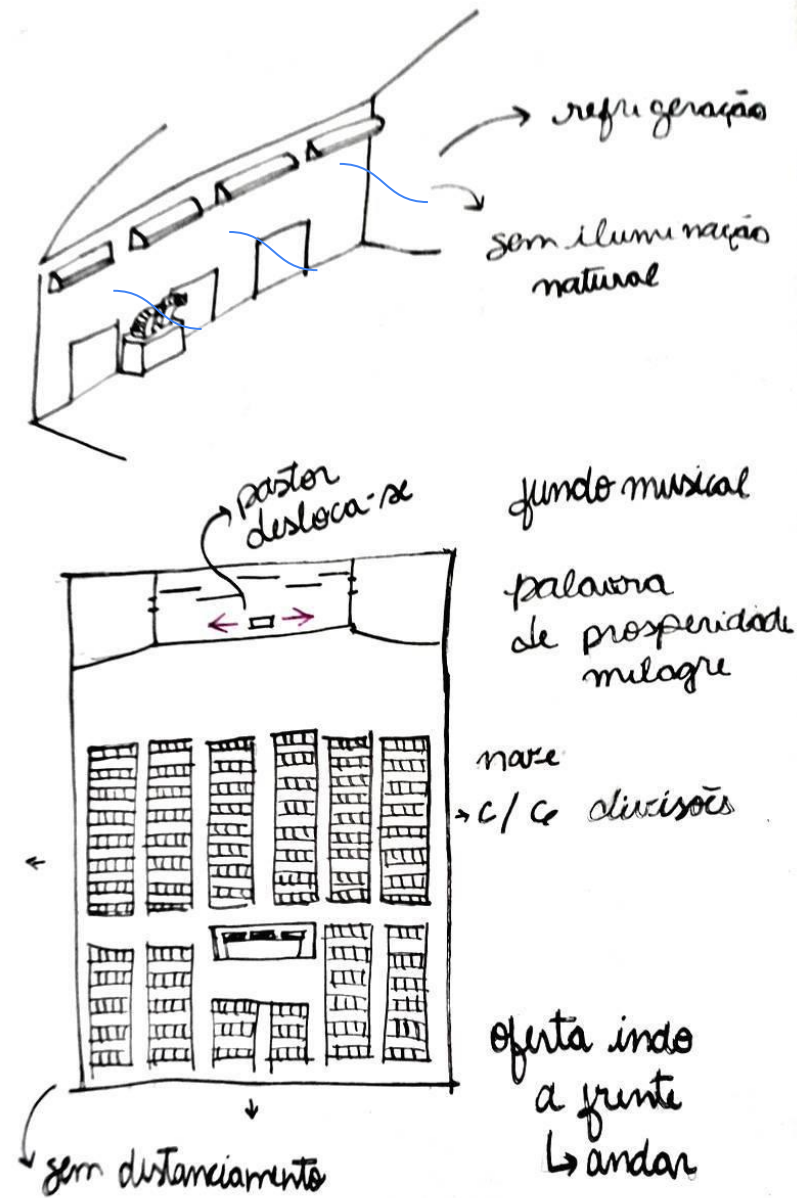 refrigeração
sem iluminação
natural
pastor
desloca-se
fundo musical
palavra
de prosperidade
milagre
nave
c/ 6 divisões
oferta indo
a frente
andar
sem distanciamento